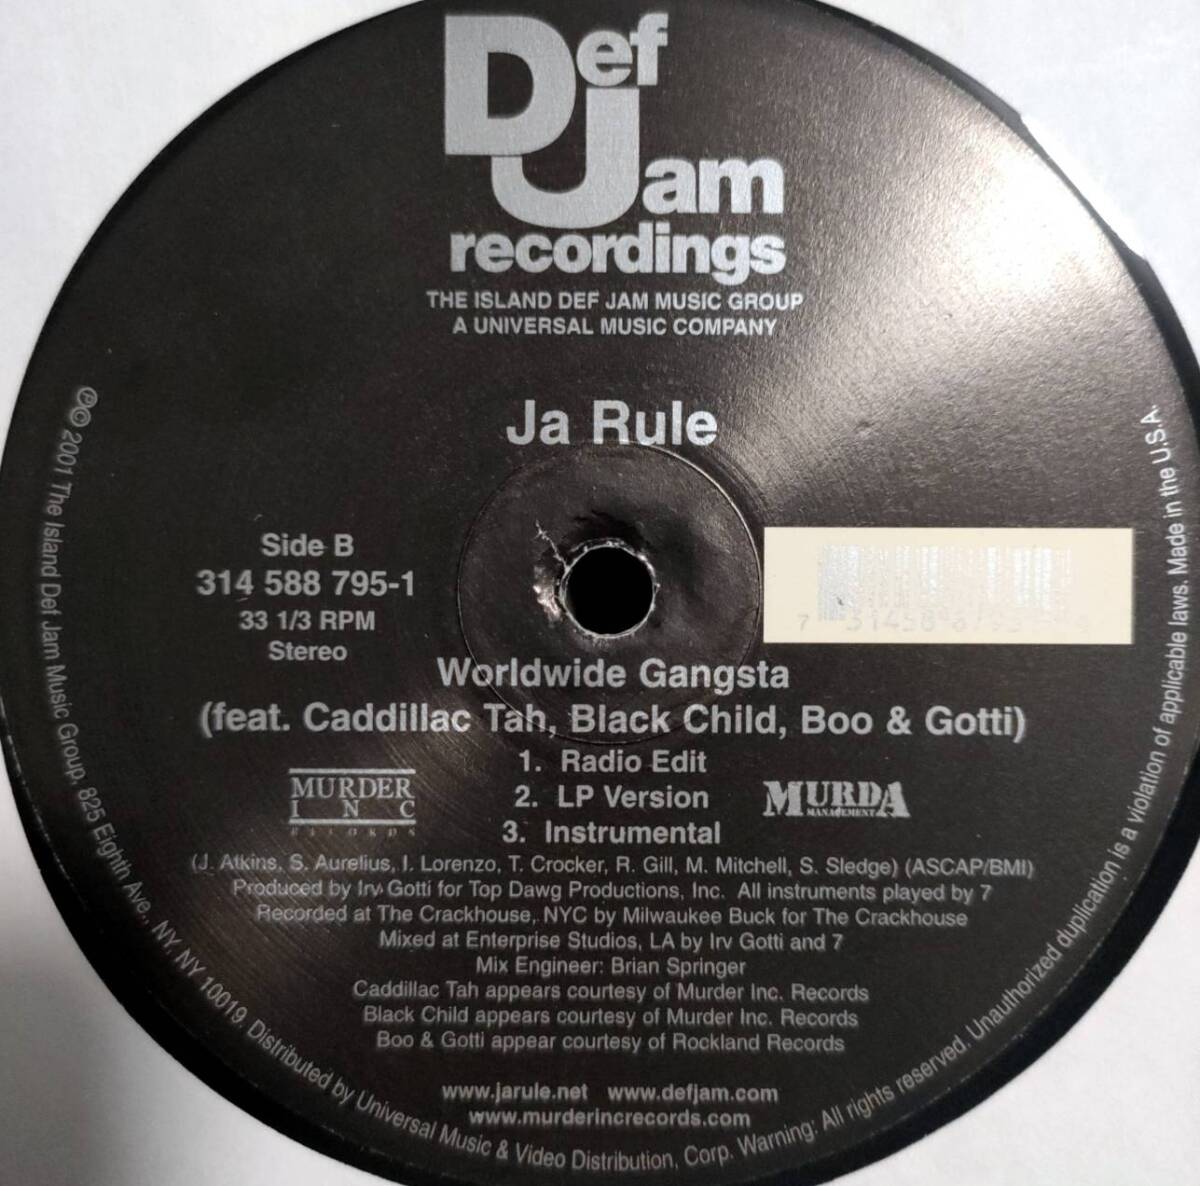 Def Jam
recordings
THE ISLAND DEF JAM MUSIC GROUP
A UNIVERSAL MUSIC COMPANY
Ja Rule
Side B
314 588 795-1
33 1/3 RPM
Stereo
Worldwide Gangsta
(feat. Caddillac Tah, Black Child, Boo & Gotti)
1. Radio Edit
2. LP Version
3. Instrumental
MURDER
INC
RECORDS
MURDA
MANAGEMENT
(J. Atkins, S. Aurelius, I. Lorenzo, T. Crocker, R. Gill, M. Mitchell, S. Sledge) (ASCAP/BMI)
Produced by Irv Gotti for Top Dawg Productions, Inc. All instruments played by 7
Recorded at The Crackhouse, NYC by Milwaukee Buck for The Crackhouse
Mixed at Enterprise Studios, LA by Irv Gotti and 7
Mix Engineer: Brian Springer
Caddillac Tah appears courtesy of Murder Inc. Records
Black Child appears courtesy of Murder Inc. Records
Boo & Gotti appear courtesy of Rockland Records
www.jarule.net www.defjam.com
www.murderincrecords.com
℗© 2001 The Island Def Jam Music Group, 825 Eighth Ave., NY, NY 10019. Distributed by Universal Music & Video Distribution, Corp. Warning: All rights reserved. Unauthorized duplication is a violation of applicable laws. Made in the U.S.A.